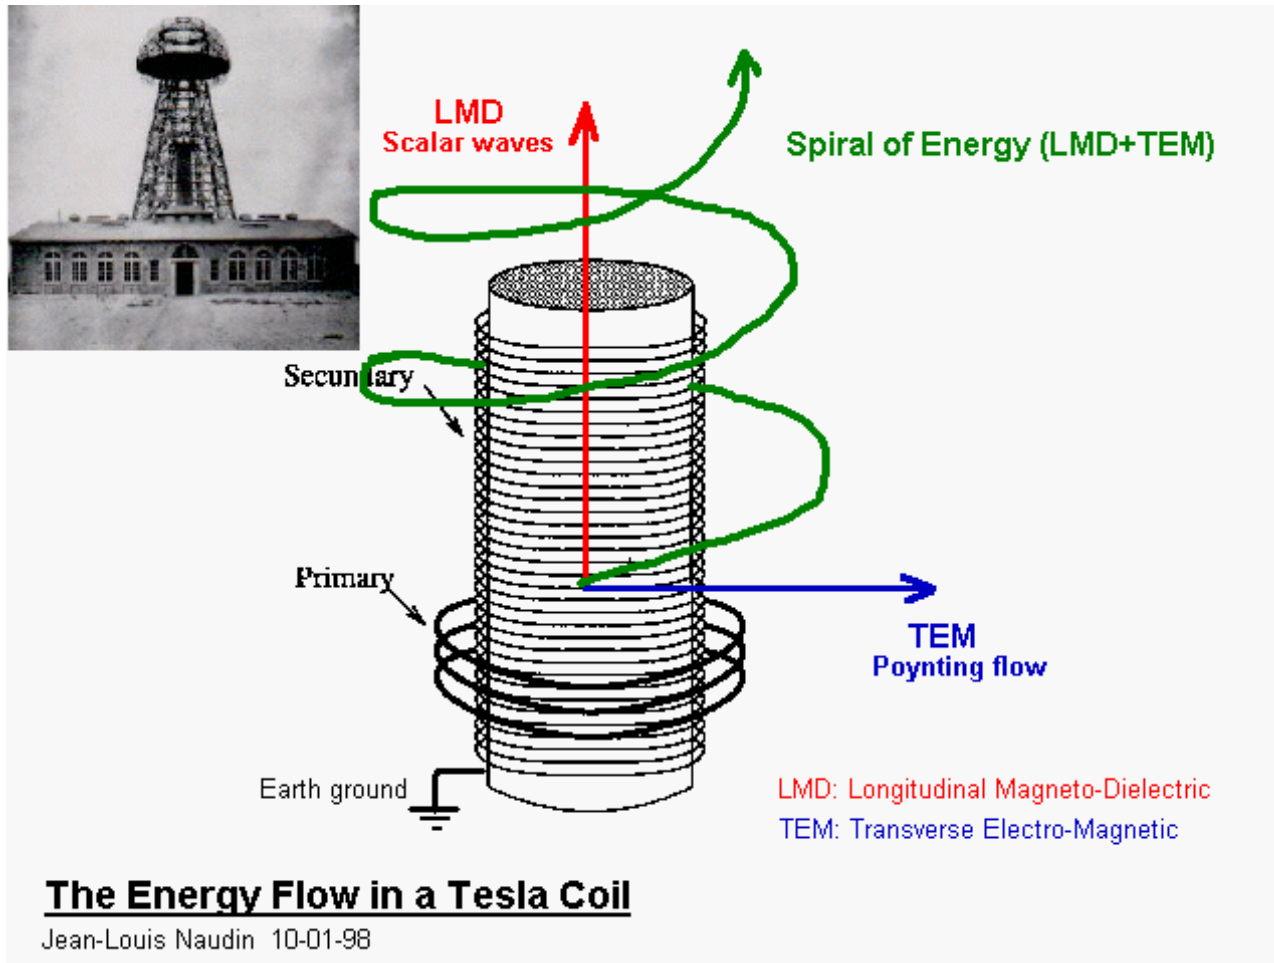 LMD
Scalar waves
Spiral of Energy (LMD+TEM)
Secundary
Primary
TEM
Poynting flow
Earth ground
LMD: Longitudinal Magneto-Dielectric
TEM: Transverse Electro-Magnetic
The Energy Flow in a Tesla Coil
Jean-Louis Naudin 10-01-98